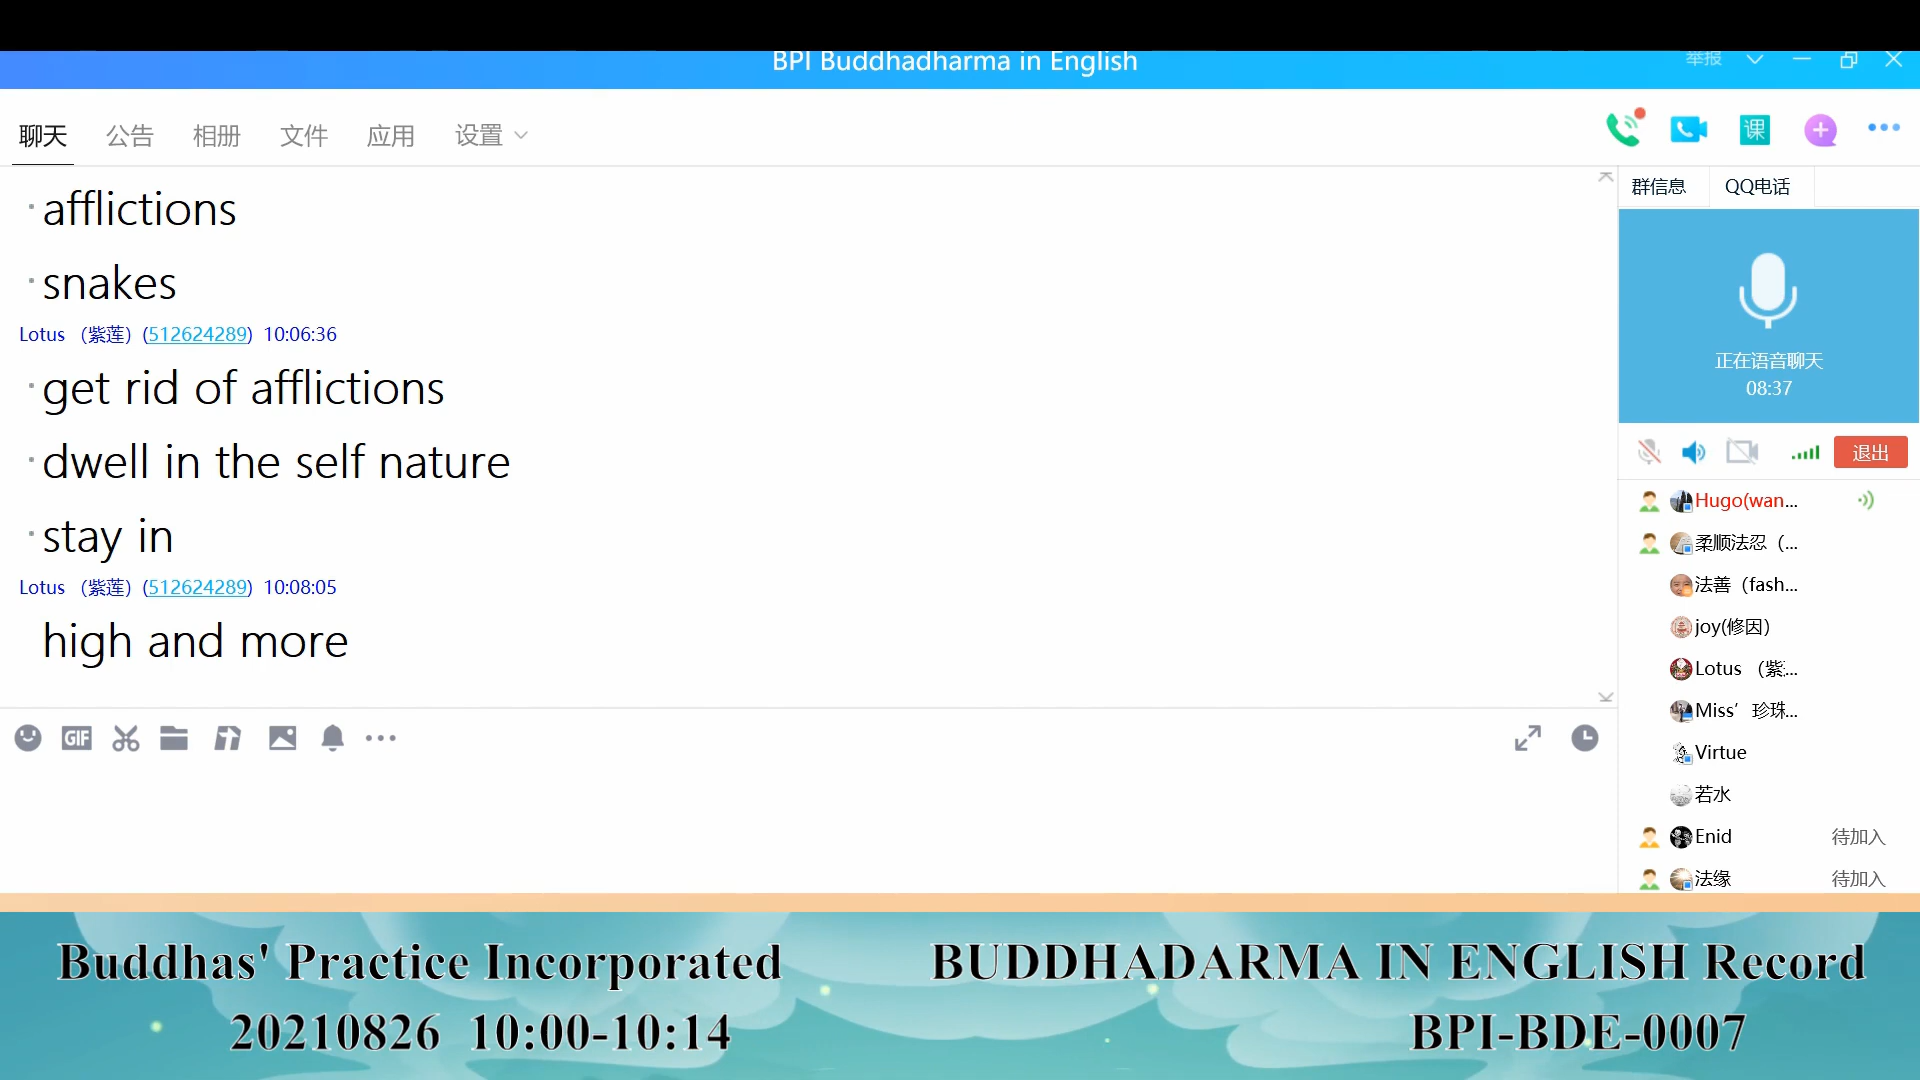 BPI Buddhadharma in English
举报
聊天 公告 相册 文件 应用 设置
课
群信息 QQ电话
· afflictions
· snakes
Lotus （紫莲）(512624289) 10:06:36
· get rid of afflictions
· dwell in the self nature
· stay in
Lotus （紫莲）(512624289) 10:08:05
high and more
GIF
正在语音聊天
08:37
退出
Hugo(wan...
柔顺法忍（...
法善（fash...
joy(修因）
Lotus （紫...
Miss’ 珍珠...
Virtue
若水
Enid 待加入
法缘 待加入
Buddhas' Practice Incorporated
20210826 10:00-10:14
BUDDHADARMA IN ENGLISH Record
BPI-BDE-0007